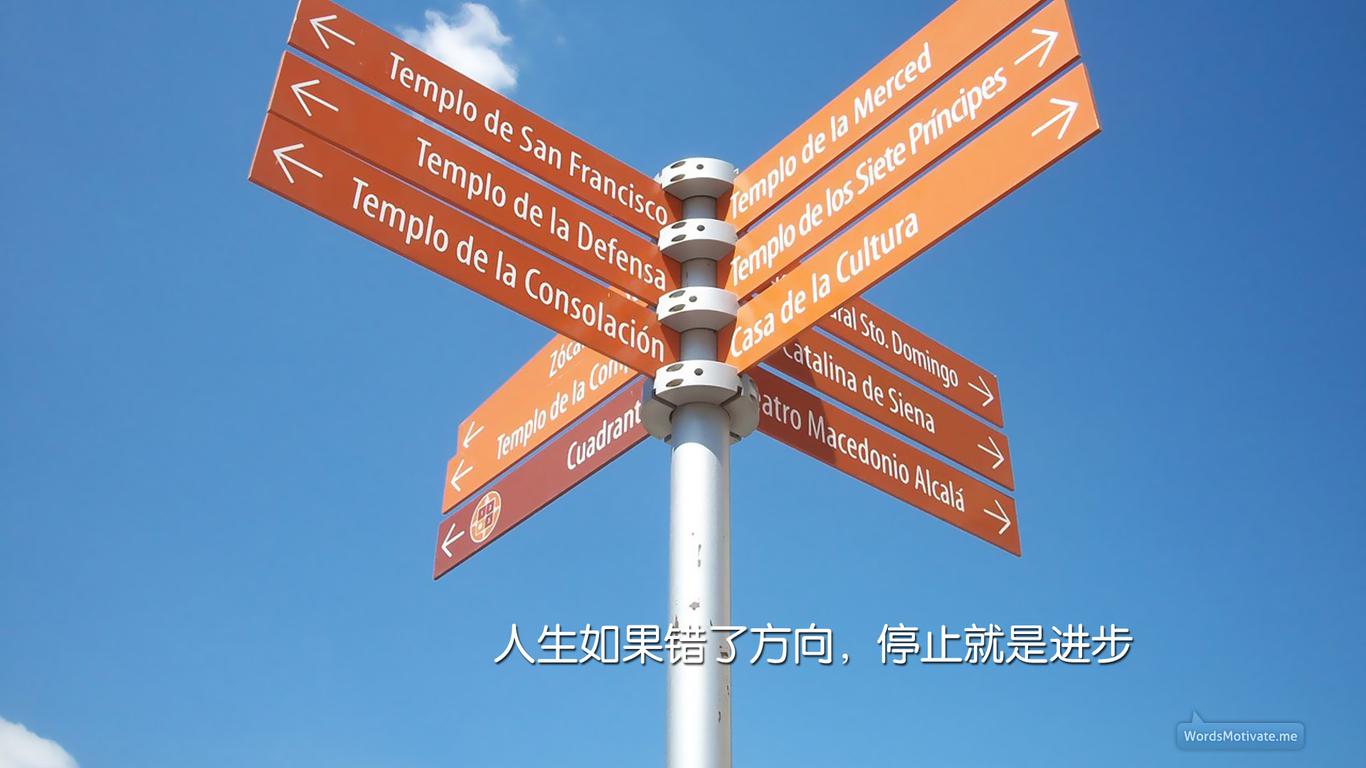 Templo de San Francisco
Templo de la Defensa
Templo de la Consolación
Templo de la Merced
Templo de los Siete Príncipes
Casa de la Cultura
Templo de la
Sto. Domingo
Catalina de Siena
Macedonio Alcalá
人生如果错了方向，停止就是进步
WordsMotivate.me